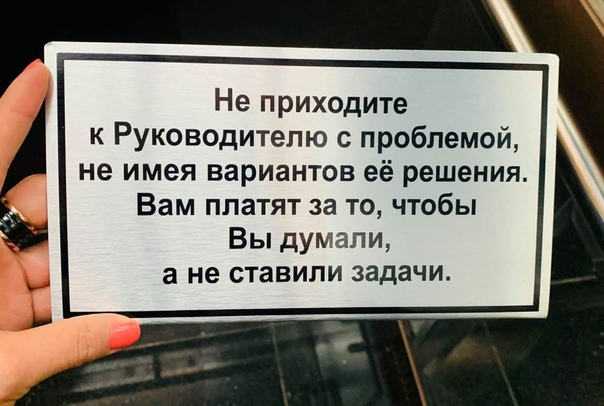 Не приходите
к Руководителю с проблемой,
не имея вариантов её решения.
Вам платят за то, чтобы
Вы думали,
а не ставили задачи.